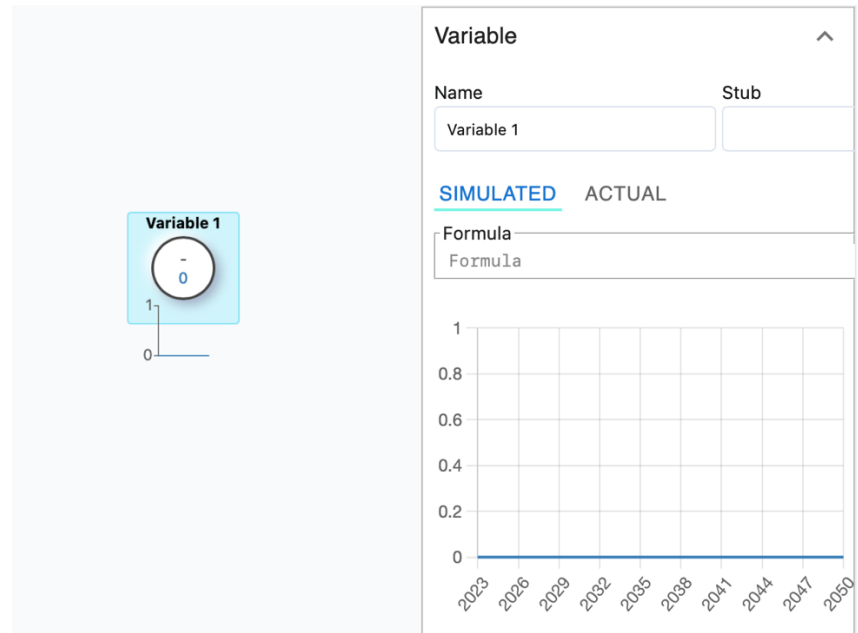 Variable 1
-
0
1
0
Variable
Name
Stub
Variable 1
SIMULATED
ACTUAL
Formula
Formula
1
0.8
0.6
0.4
0.2
0
2023 2026 2029 2032 2035 2038 2041 2044 2047 2050